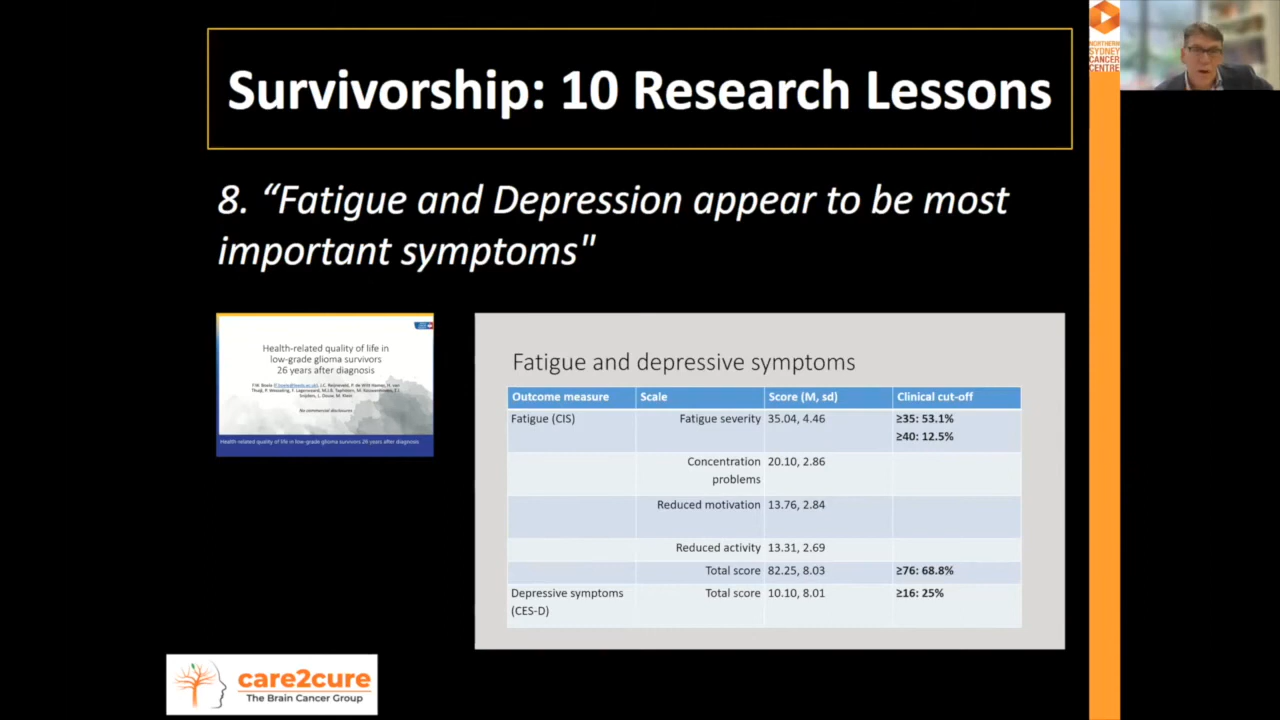 Survivorship: 10 Research Lessons
8. “Fatigue and Depression appear to be most
important symptoms"
Health-related quality of life in
low-grade glioma survivors
26 years after diagnosis
No commercial disclosures
Health related quality of life in low-grade glioma survivors 26 years after diagnosis
Fatigue and depressive symptoms
Outcome measure Scale Score (M, sd) Clinical cut-off
Fatigue (CIS) Fatigue severity 35.04, 4.46 ≥35: 53.1%
≥40: 12.5%
Concentration 20.10, 2.86
problems
Reduced motivation 13.76, 2.84
Reduced activity 13.31, 2.69
Total score 82.25, 8.03 ≥76: 68.8%
Depressive symptoms Total score 10.10, 8.01 ≥16: 25%
(CES-D)
care2cure
The Brain Cancer Group
NORTHERN
SYDNEY
CANCER
CENTRE